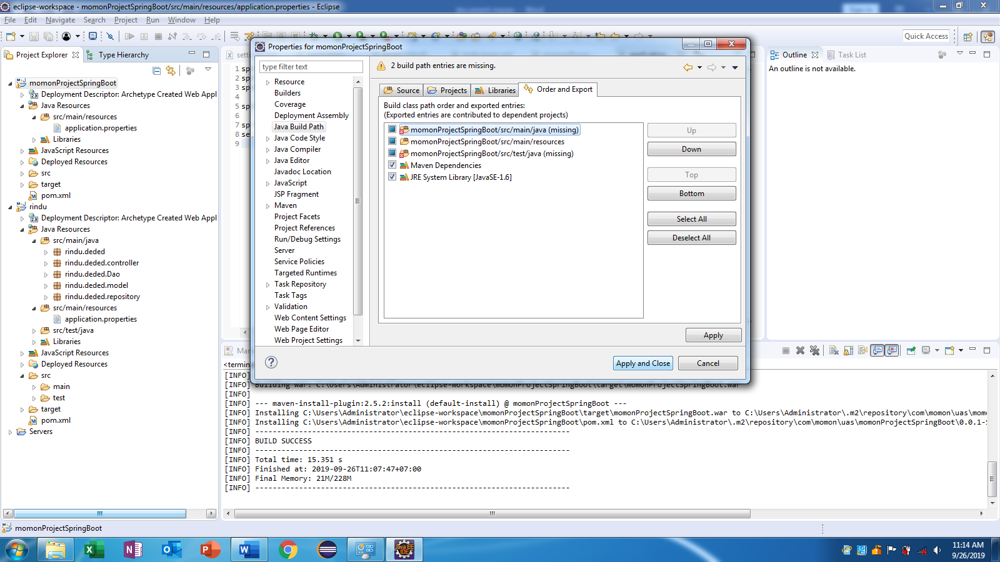 eclipse-workspace - momonProjectSpringBoot/src/main/resources/application.properties - Eclipse
File Edit Navigate Search Project Run Window Help
Quick Access
Project Explorer
Type Hierarchy
momonProjectSpringBoot
Deployment Descriptor: Archetype Created Web Appl
Java Resources
src/main/resources
application.properties
Libraries
JavaScript Resources
Deployed Resources
src
target
pom.xml
rindu
Deployment Descriptor: Archetype Created Web Appl
Java Resources
src/main/java
rindu.deded
rindu.deded.controller
rindu.deded.Dao
rindu.deded.model
rindu.deded.repository
src/main/resources
application.properties
src/test/java
Libraries
JavaScript Resources
Deployed Resources
src
main
test
target
pom.xml
Servers
1 sp
2 sp
3 sp
4
5 sp
6
7 sp
8 se
9
Properties for momonProjectSpringBoot
type filter text
Resource
Builders
Coverage
Deployment Assembly
Java Build Path
Java Code Style
Java Compiler
Java Editor
Javadoc Location
JavaScript
JSP Fragment
Maven
Project Facets
Project References
Run/Debug Settings
Server
Service Policies
Targeted Runtimes
Task Repository
Task Tags
Validation
Web Content Settings
Web Page Editor
Web Project Settings
2 build path entries are missing.
Source Projects Libraries Order and Export
Build class path order and exported entries:
(Exported entries are contributed to dependent projects)
momonProjectSpringBoot/src/main/java (missing)
momonProjectSpringBoot/src/main/resources
momonProjectSpringBoot/src/test/java (missing)
Maven Dependencies
JRE System Library [JavaSE-1.6]
Up
Down
Top
Bottom
Select All
Deselect All
Apply
Apply and Close
Cancel
Outline
Task List
An outline is not available.
Mar
<termin
[INFO]
[INFO] Building war: C:\Users\Administrator\eclipse-workspace\momonProjectSpringBoot\target\momonProjectSpringBoot.war
[INFO]
[INFO] --- maven-install-plugin:2.5.2:install (default-install) @ momonProjectSpringBoot ---
[INFO] Installing C:\Users\Administrator\eclipse-workspace\momonProjectSpringBoot\target\momonProjectSpringBoot.war to C:\Users\Administrator\.m2\repository\com\momon\uas\momo
[INFO] Installing C:\Users\Administrator\eclipse-workspace\momonProjectSpringBoot\pom.xml to C:\Users\Administrator\.m2\repository\com\momon\uas\momonProjectSpringBoot\0.0.1-S
[INFO] ------------------------------------------------------------------------
[INFO] BUILD SUCCESS
[INFO] ------------------------------------------------------------------------
[INFO] Total time: 15.351 s
[INFO] Finished at: 2019-09-26T11:07:47+07:00
[INFO] Final Memory: 21M/228M
[INFO] ------------------------------------------------------------------------
momonProjectSpringBoot
Java EE
IDE
11:14 AM
9/26/2019